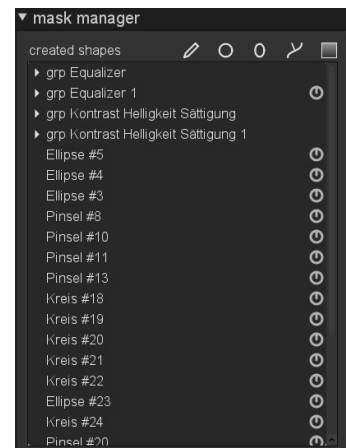 mask manager
created shapes
grp Equalizer
grp Equalizer 1
grp Kontrast Helligkeit Sättigung
grp Kontrast Helligkeit Sättigung 1
Ellipse #5
Ellipse #4
Ellipse #3
Pinsel #8
Pinsel #10
Pinsel #11
Pinsel #13
Kreis #18
Kreis #19
Kreis #20
Kreis #21
Kreis #22
Ellipse #23
Kreis #24
Pinsel #20